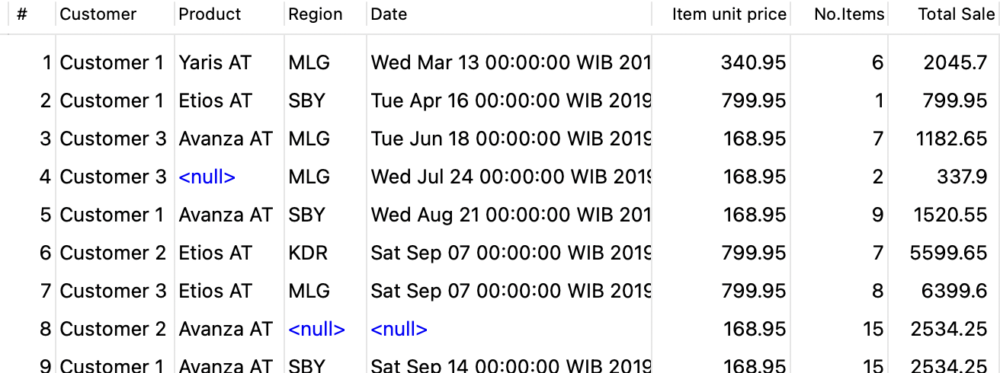 # Customer Product Region Date Item unit price No.Items Total Sale
1 Customer 1 Yaris AT MLG Wed Mar 13 00:00:00 WIB 201 340.95 6 2045.7
2 Customer 1 Etios AT SBY Tue Apr 16 00:00:00 WIB 2019 799.95 1 799.95
3 Customer 3 Avanza AT MLG Tue Jun 18 00:00:00 WIB 2019 168.95 7 1182.65
4 Customer 3 <null> MLG Wed Jul 24 00:00:00 WIB 2019 168.95 2 337.9
5 Customer 1 Avanza AT SBY Wed Aug 21 00:00:00 WIB 201 168.95 9 1520.55
6 Customer 2 Etios AT KDR Sat Sep 07 00:00:00 WIB 2019 799.95 7 5599.65
7 Customer 3 Etios AT MLG Sat Sep 07 00:00:00 WIB 2019 799.95 8 6399.6
8 Customer 2 Avanza AT <null> <null> 168.95 15 2534.25
9 Customer 1 Avanza AT SBY Sat Sep 14 00:00:00 WIB 2019 168.95 15 2534.25